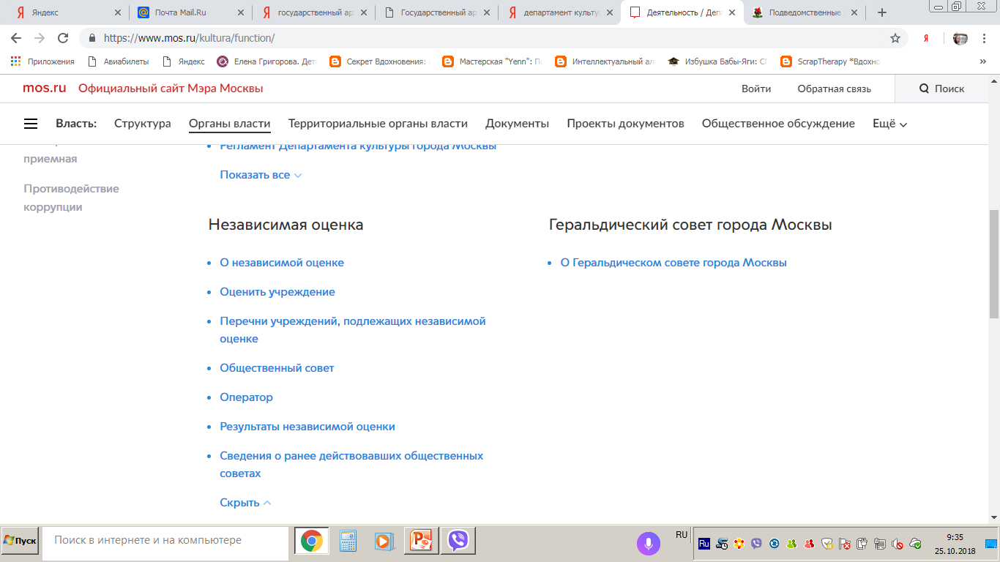 Яндекс
Почта Mail.Ru
государственный ар
Государственный ар
департамент культур
Деятельность / Депа
Подведомственные
https://www.mos.ru/kultura/function/
Приложения
Авиабилеты
Яндекс
Елена Григорова. Дет
Секрет Вдохновения:
Мастерская "Yenn": П
Интеллектуальный ал
Избушка Бабы-Яги: СП
ScrapTherapy *Вдохно
»
mos.ru Официальный сайт Мэра Москвы
Войти
Обратная связь
Поиск
Власть: Структура Органы власти Территориальные органы власти Документы Проекты документов Общественное обсуждение Ещё
приемная
Противодействие
коррупции
Регламент Департамента культуры города Москвы
Показать все
Независимая оценка
О независимой оценке
Оценить учреждение
Перечни учреждений, подлежащих независимой
оценке
Общественный совет
Оператор
Результаты независимой оценки
Сведения о ранее действовавших общественных
советах
Скрыть
Геральдический совет города Москвы
О Геральдическом совете города Москвы
Пуск
Поиск в интернете и на компьютере
RU
Ru
9:35
25.10.2018